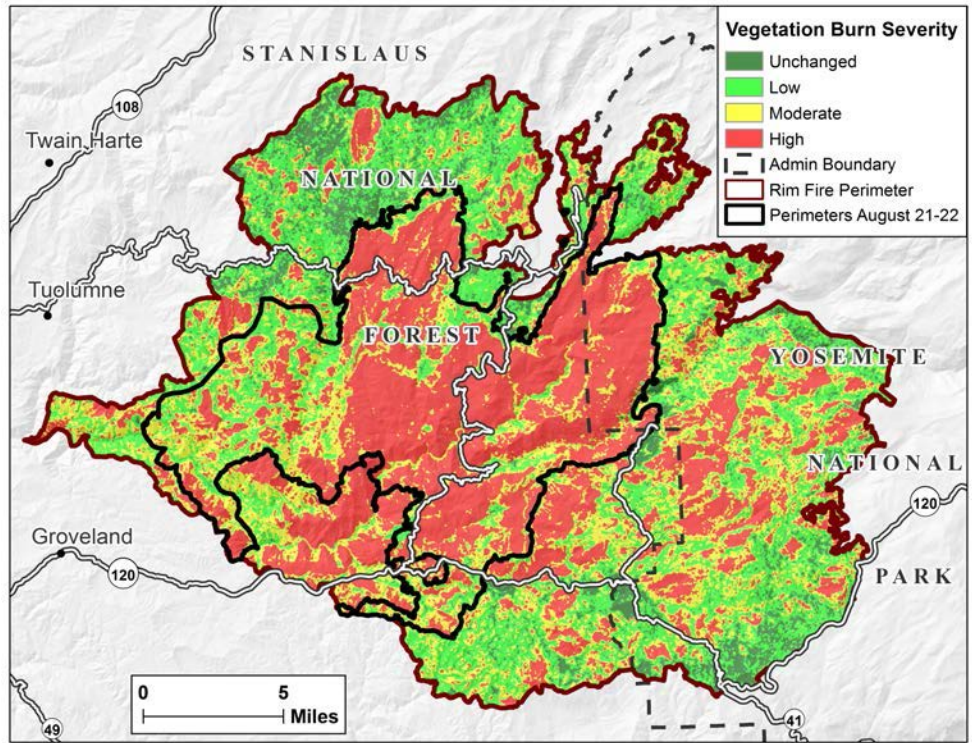 Vegetation Burn Severity
Unchanged
Low
Moderate
High
Admin Boundary
Rim Fire Perimeter
Perimeters August 21-22
STANISLAUS
108
Twain Harte
NATIONAL
Tuolumne
FOREST
YOSEMITE
NATIONAL
120
Groveland
120
PARK
0 5
Miles
49
41